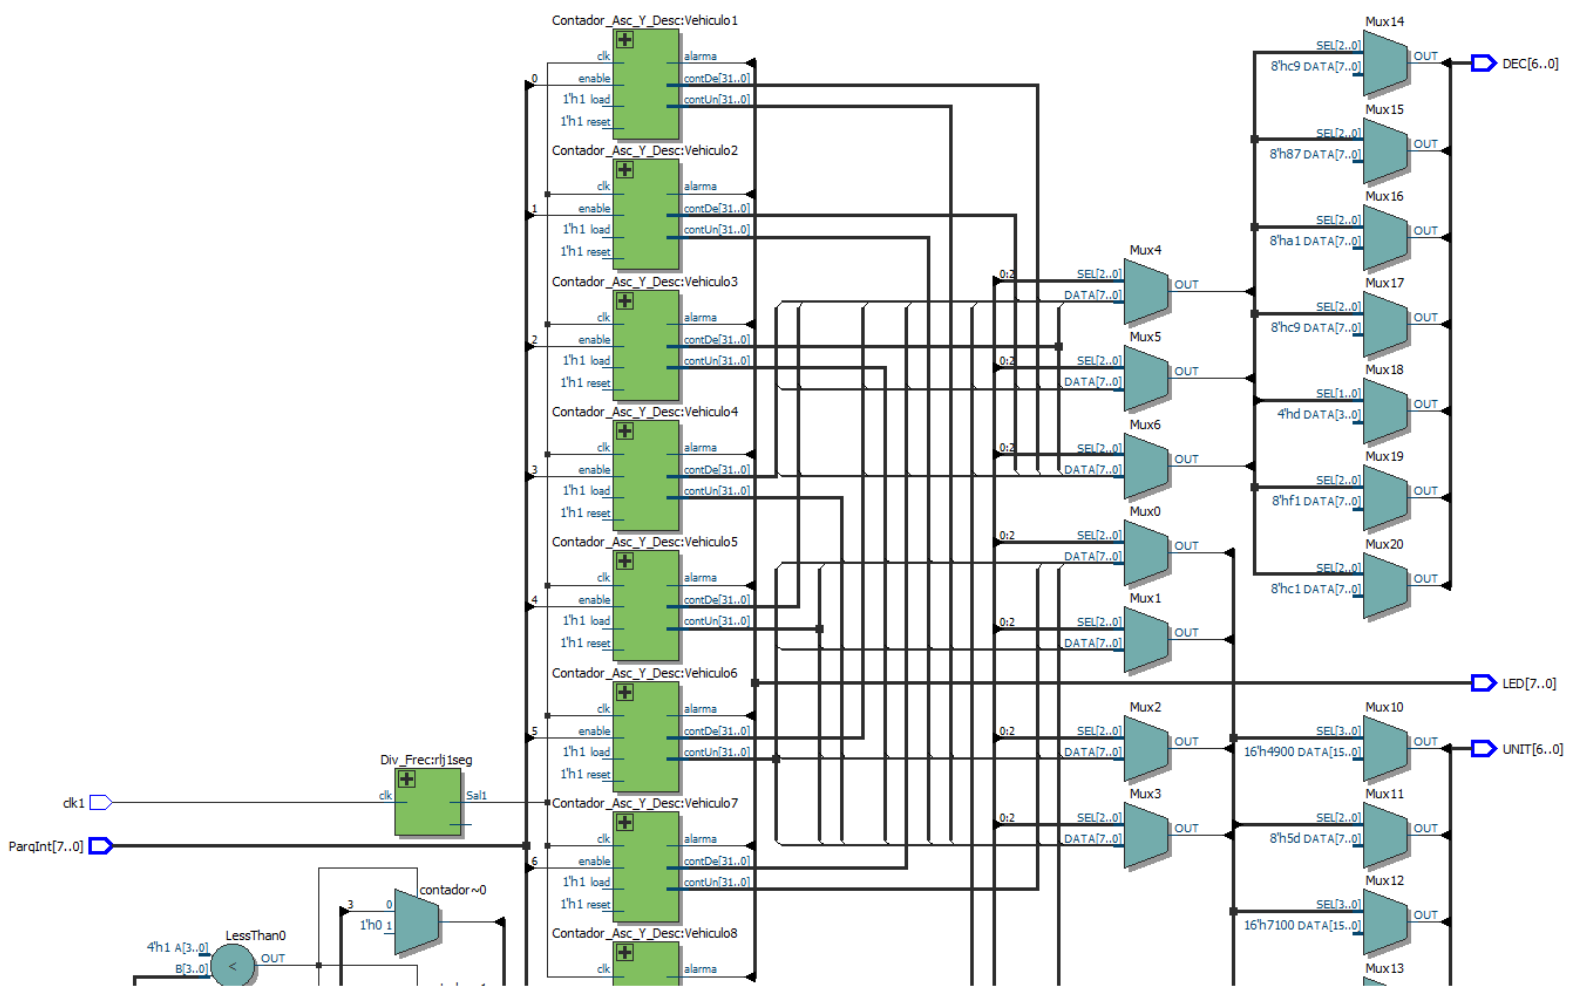 Contador_Asc_Y_Desc:Vehiculo1
clk
alarma
0
enable
contDe[31..0]
1'h1 load
contUn[31..0]
1'h1 reset
Contador_Asc_Y_Desc:Vehiculo2
clk
alarma
1
enable
contDe[31..0]
1'h1 load
contUn[31..0]
1'h1 reset
Contador_Asc_Y_Desc:Vehiculo3
clk
alarma
2
enable
contDe[31..0]
1'h1 load
contUn[31..0]
1'h1 reset
Contador_Asc_Y_Desc:Vehiculo4
clk
alarma
3
enable
contDe[31..0]
1'h1 load
contUn[31..0]
1'h1 reset
Contador_Asc_Y_Desc:Vehiculo5
clk
alarma
4
enable
contDe[31..0]
1'h1 load
contUn[31..0]
1'h1 reset
Contador_Asc_Y_Desc:Vehiculo6
clk
alarma
5
enable
contDe[31..0]
1'h1 load
contUn[31..0]
1'h1 reset
Contador_Asc_Y_Desc:Vehiculo7
clk
alarma
6
enable
contDe[31..0]
1'h1 load
contUn[31..0]
1'h1 reset
Contador_Asc_Y_Desc:Vehiculo8
clk
alarma
Div_Frec:rlj1seg
clk
Sal1
clk1
ParqInt[7..0]
contador~0
3
0
1'h0 1
LessThan0
4'h1 A[3..0]
B[3..0]
<
OUT
Mux4
0:2
SEL[2..0]
DATA[7..0]
OUT
Mux5
0:2
SEL[2..0]
DATA[7..0]
OUT
Mux6
0:2
SEL[2..0]
DATA[7..0]
OUT
Mux0
0:2
SEL[2..0]
DATA[7..0]
OUT
Mux1
0:2
SEL[2..0]
DATA[7..0]
OUT
Mux2
0:2
SEL[2..0]
DATA[7..0]
OUT
Mux3
0:2
SEL[2..0]
DATA[7..0]
OUT
Mux14
SEL[2..0]
8'hc9 DATA[7..0]
OUT
DEC[6..0]
Mux15
SEL[2..0]
8'h87 DATA[7..0]
OUT
Mux16
SEL[2..0]
8'ha1 DATA[7..0]
OUT
Mux17
SEL[2..0]
8'hc9 DATA[7..0]
OUT
Mux18
SEL[1..0]
4'hd DATA[3..0]
OUT
Mux19
SEL[2..0]
8'hf1 DATA[7..0]
OUT
Mux20
SEL[2..0]
8'hc1 DATA[7..0]
OUT
LED[7..0]
Mux10
SEL[3..0]
16'h4900 DATA[15..0]
OUT
UNIT[6..0]
Mux11
SEL[2..0]
8'h5d DATA[7..0]
OUT
Mux12
SEL[3..0]
16'h7100 DATA[15..0]
OUT
Mux13